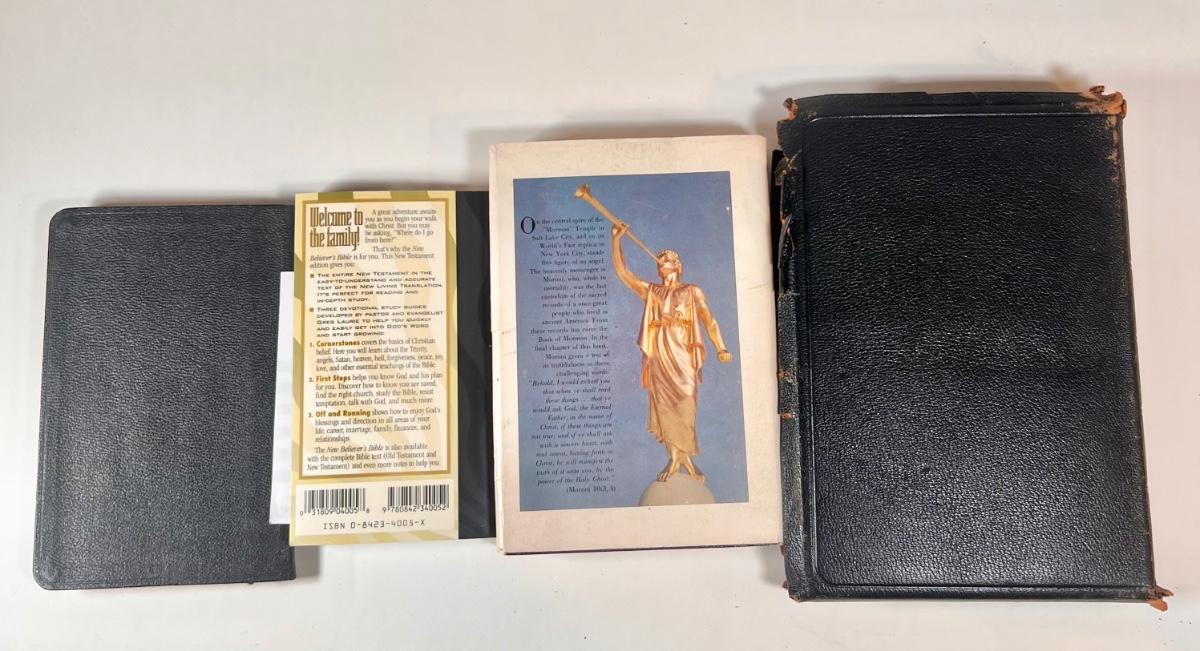 Welcome to
the family!
A great adventure awaits
you as you begin your walk
with Christ. But you may
be asking, "Where do I go
from here?"
That's why the New
Believer's Bible is for you. This New Testament
edition gives you:
THE ENTIRE NEW TESTAMENT IN THE
EASY-TO-UNDERSTAND AND ACCURATE
TEXT OF THE NEW LIVING TRANSLATION.
IT'S PERFECT FOR READING AND
IN-DEPTH STUDY.
THREE DEVOTIONAL STUDY GUIDES
DEVELOPED BY PASTOR AND EVANGELIST
GREG LAURIE TO HELP YOU QUICKLY
AND EASILY GET INTO GOD'S WORD
AND START GROWING:
1. Cornerstones covers the basics of Christian
belief. Here you will learn about the Trinity,
angels, Satan, heaven, hell, forgiveness, peace, joy,
love, and other essential teachings of the Bible.
2. First Steps helps you know God and his plan
for you. Discover how to know you are saved,
find the right church, study the Bible, resist
temptation, talk with God, and much more.
3. Off and Running shows how to enjoy God's
blessings and direction in all areas of your
life: career, marriage, family, finances, and
relationships.
The New Believer's Bible is also available
with the complete Bible text (Old Testament and
New Testament) and even more notes to help you.
9 31809 04005 8
9 780842 340052
ISBN 0-8423-4005-X
On the central spire of the
"Mormon" Temple in
Salt Lake City, and on its
World's Fair replica in
New York City, stands
this figure of an angel.
The heavenly messenger is
Moroni, who, while in
mortality, was the last
custodian of the sacred
records of a once great
people who lived in
ancient America. From
these records has come the
Book of Mormon. In the
final chapter of this book,
Moroni gives a test of
its truthfulness in these
challenging words:
"Behold, I would exhort you
that when ye shall read
these things . . . that ye
would ask God, the Eternal
Father, in the name of
Christ, if these things are
not true; and if ye shall ask
with a sincere heart, with
real intent, having faith in
Christ, he will manifest the
truth of it unto you, by the
power of the Holy Ghost."
(Moroni 10:3, 4)